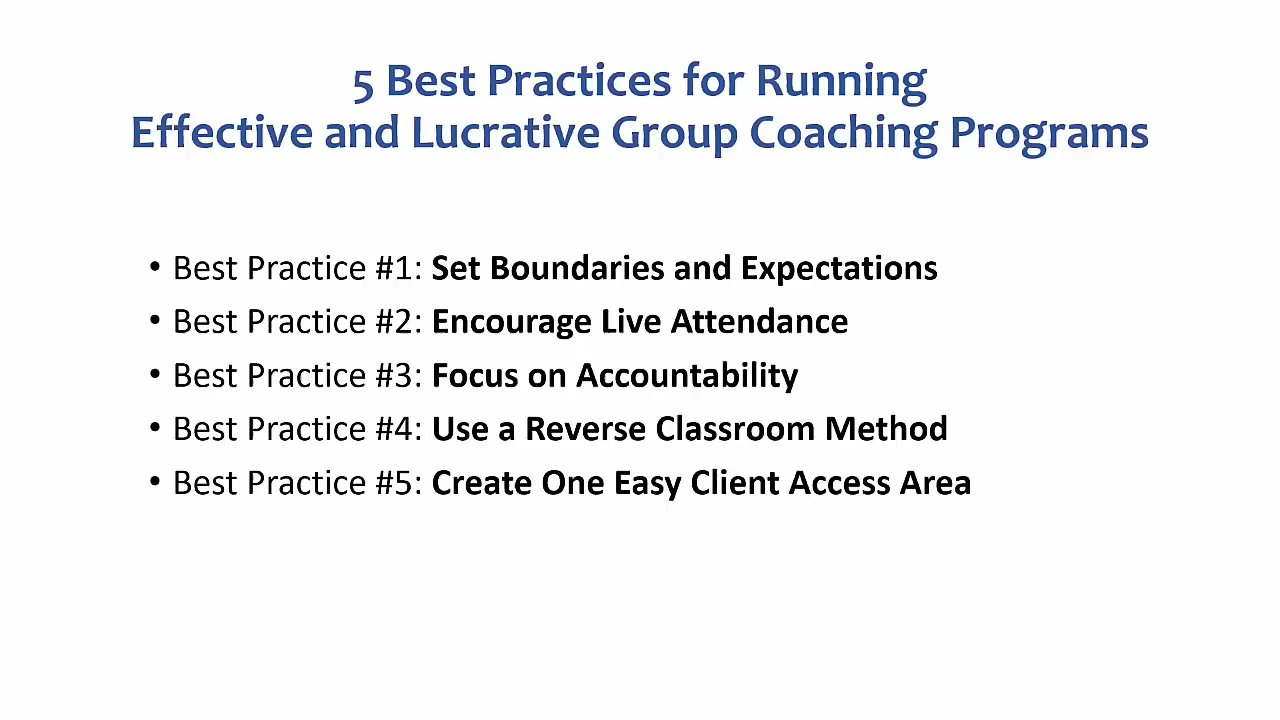 5 Best Practices for Running
Effective and Lucrative Group Coaching Programs
• Best Practice #1: Set Boundaries and Expectations
• Best Practice #2: Encourage Live Attendance
• Best Practice #3: Focus on Accountability
• Best Practice #4: Use a Reverse Classroom Method
• Best Practice #5: Create One Easy Client Access Area